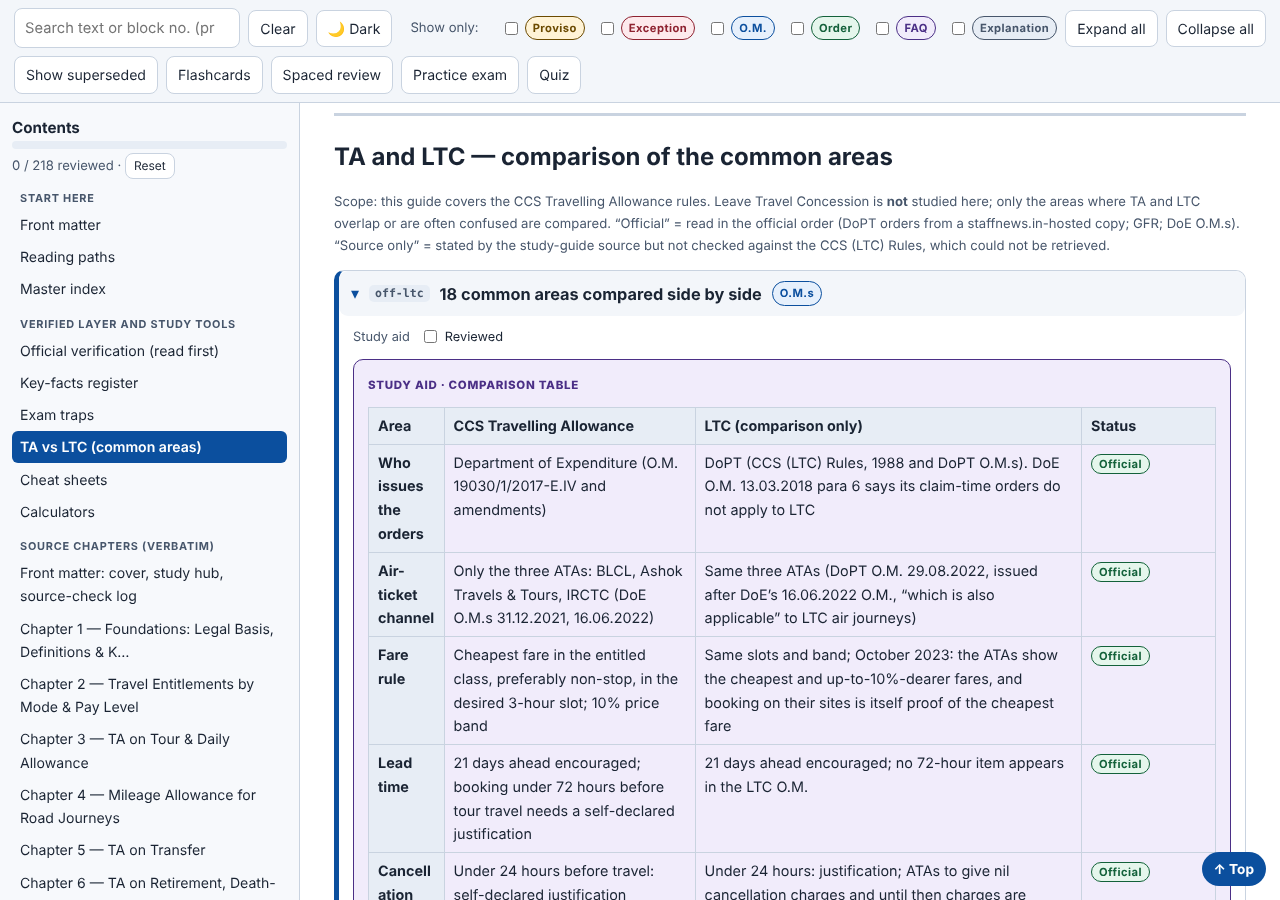 Search text or block no. (pr
Clear
🌙 Dark
Show only:
Proviso
Exception
O.M.
Order
FAQ
Explanation
Expand all
Collapse all
Show superseded
Flashcards
Spaced review
Practice exam
Quiz
Contents
0 / 218 reviewed ·
Reset
START HERE
Front matter
Reading paths
Master index
VERIFIED LAYER AND STUDY TOOLS
Official verification (read first)
Key-facts register
Exam traps
TA vs LTC (common areas)
Cheat sheets
Calculators
SOURCE CHAPTERS (VERBATIM)
Front matter: cover, study hub,
source-check log
Chapter 1 — Foundations: Legal Basis,
Definitions & K...
Chapter 2 — Travel Entitlements by
Mode & Pay Level
Chapter 3 — TA on Tour & Daily
Allowance
Chapter 4 — Mileage Allowance for
Road Journeys
Chapter 5 — TA on Transfer
Chapter 6 — TA on Retirement, Death-
TA and LTC — comparison of the common areas
Scope: this guide covers the CCS Travelling Allowance rules. Leave Travel Concession is not studied here; only the areas where TA and LTC
overlap or are often confused are compared. “Official” = read in the official order (DoPT orders from a staffnews.in-hosted copy; GFR; DoE O.M.s).
“Source only” = stated by the study-guide source but not checked against the CCS (LTC) Rules, which could not be retrieved.
▼ off-ltc 18 common areas compared side by side O.M.s
Study aid Reviewed
STUDY AID · COMPARISON TABLE
Area
CCS Travelling Allowance
LTC (comparison only)
Status
Who
issues
the
orders
Department of Expenditure (O.M.
19030/1/2017-E.IV and
amendments)
DoPT (CCS (LTC) Rules, 1988 and DoPT O.M.s). DoE
O.M. 13.03.2018 para 6 says its claim-time orders do
not apply to LTC
Official
Air-
ticket
channel
Only the three ATAs: BLCL, Ashok
Travels & Tours, IRCTC (DoE
O.M.s 31.12.2021, 16.06.2022)
Same three ATAs (DoPT O.M. 29.08.2022, issued
after DoE’s 16.06.2022 O.M., “which is also
applicable” to LTC air journeys)
Official
Fare
rule
Cheapest fare in the entitled
class, preferably non-stop, in the
desired 3-hour slot; 10% price
band
Same slots and band; October 2023: the ATAs show
the cheapest and up-to-10%-dearer fares, and
booking on their sites is itself proof of the cheapest
fare
Official
Lead
time
21 days ahead encouraged;
booking under 72 hours before
tour travel needs a self-declared
justification
21 days ahead encouraged; no 72-hour item appears
in the LTC O.M.
Official
Cancell
ation
Under 24 hours before travel:
self-declared justification
Under 24 hours: justification; ATAs to give nil
cancellation charges and until then charges are
Official
↑ Top